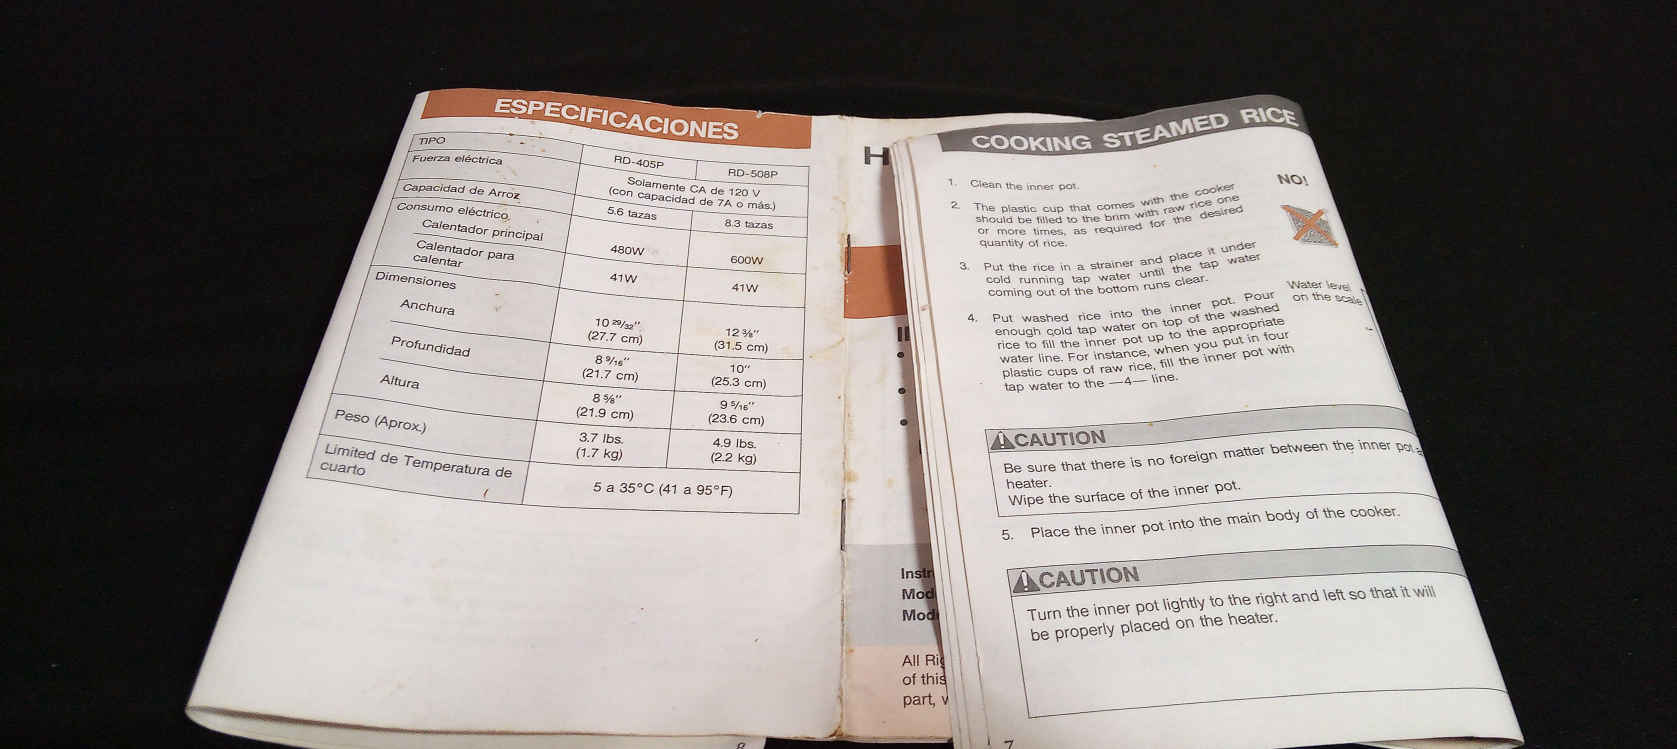 ESPECIFICACIONES
TIPO RD-405P RD-508P
Fuerza eléctrica Solamente CA de 120 V
(con capacidad de 7A o más.)
Capacidad de Arroz 5.6 tazas 8.3 tazas
Consumo eléctrico
Calentador principal 480W 600W
Calentador para
calentar 41W 41W
Dimensiones
Anchura 10 29/32" 12 3/8"
(27.7 cm) (31.5 cm)
Profundidad 8 9/16" 10"
(21.7 cm) (25.3 cm)
Altura 8 5/8" 9 5/16"
(21.9 cm) (23.6 cm)
Peso (Aprox.) 3.7 lbs. 4.9 lbs.
(1.7 kg) (2.2 kg)
Limited de Temperatura de
cuarto 5 a 35°C (41 a 95°F)
H
Instr
Mod
Mod
All Rig
of this
part,
COOKING STEAMED RICE
1. Clean the inner pot.
NO!
2. The plastic cup that comes with the cooker
should be filled to the brim with raw rice one
or more times, as required for the desired
quantity of rice.
3. Put the rice in a strainer and place it under
cold running tap water until the tap water
coming out of the bottom runs clear.
Water level
on the scale
4. Put washed rice into the inner pot. Pour
enough cold tap water on top of the washed
rice to fill the inner pot up to the appropriate
water line. For instance, when you put in four
plastic cups of raw rice, fill the inner pot with
tap water to the —4— line.
CAUTION
Be sure that there is no foreign matter between the inner pot
heater.
Wipe the surface of the inner pot.
5. Place the inner pot into the main body of the cooker.
CAUTION
Turn the inner pot lightly to the right and left so that it will
be properly placed on the heater.
7